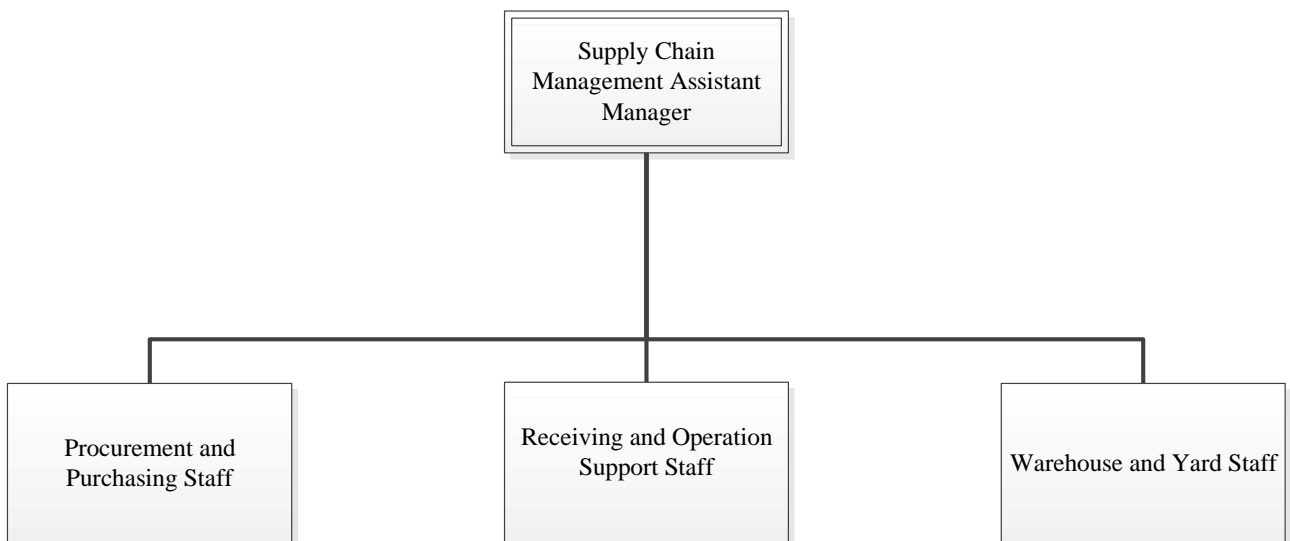 Supply Chain
Management Assistant
Manager
Procurement and
Purchasing Staff
Receiving and Operation
Support Staff
Warehouse and Yard Staff